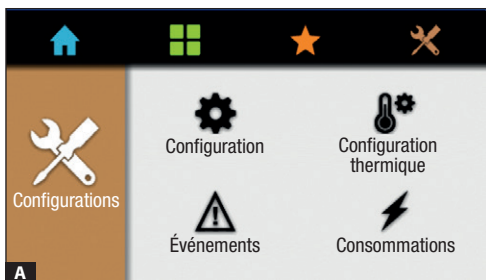 Configurations
Configuration
Configuration
thermique
Événements
Consommations
A